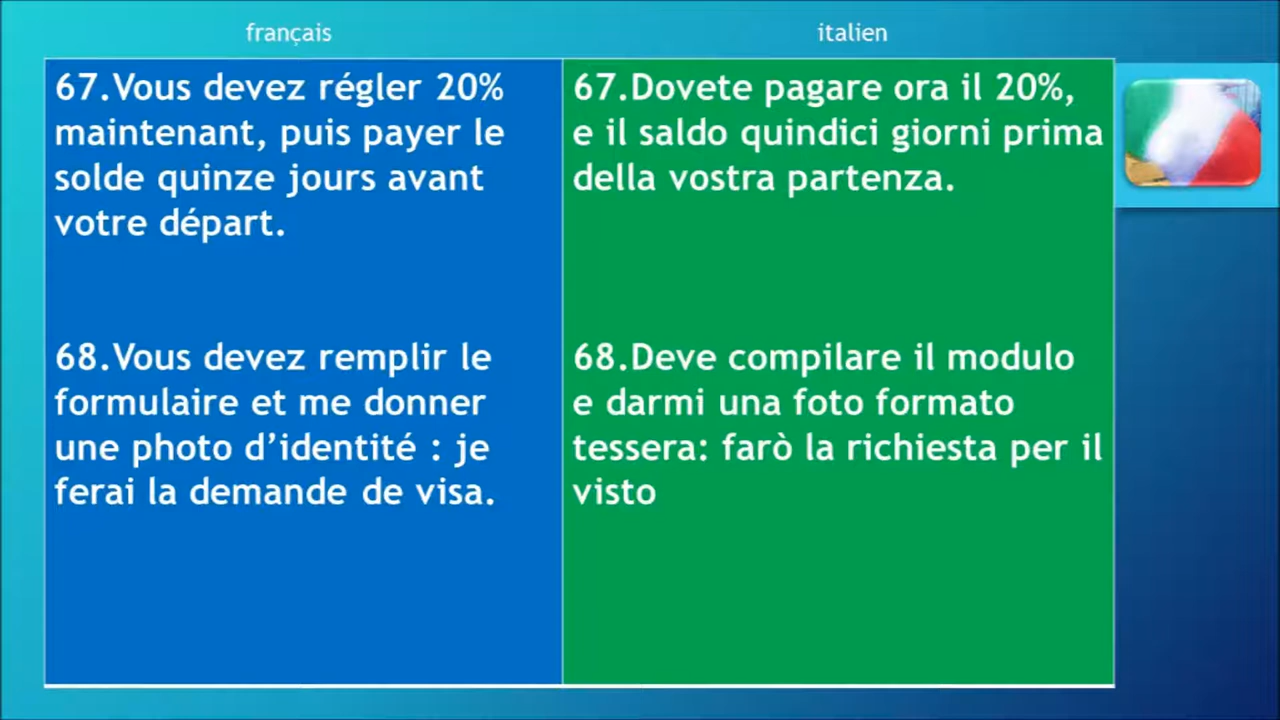 français
italien
67.Vous devez régler 20%
maintenant, puis payer le
solde quinze jours avant
votre départ.
68.Vous devez remplir le
formulaire et me donner
une photo d’identité : je
ferai la demande de visa.
67.Dovete pagare ora il 20%,
e il saldo quindici giorni prima
della vostra partenza.
68.Deve compilare il modulo
e darmi una foto formato
tessera: farò la richiesta per il
visto